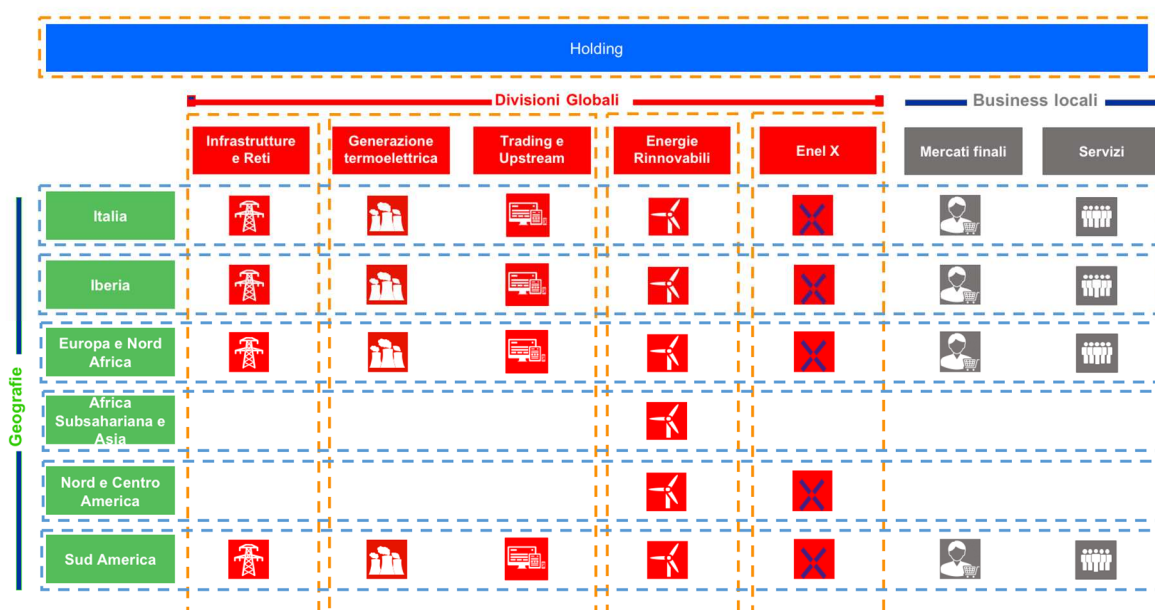 Holding
Divisioni Globali
Business locali
Infrastrutture
e Reti
Generazione
termoelettrica
Trading e
Upstream
Energie
Rinnovabili
Enel X
Mercati finali
Servizi
Geografie
Italia
Iberia
Europa e Nord
Africa
Africa
Subsahariana e
Asia
Nord e Centro
America
Sud America